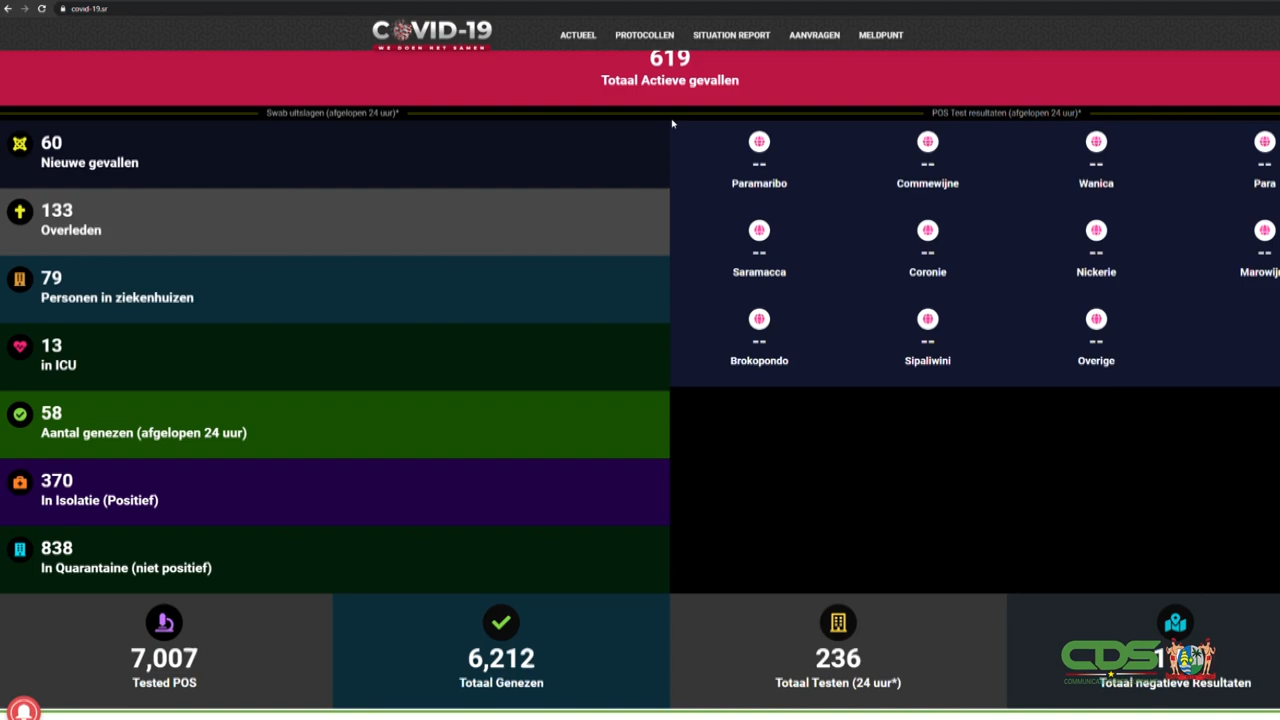 covid-19.sr
COVID-19
WE DOEN HET SAMEN
ACTUEEL
PROTOCOLLEN
SITUATION REPORT
AANVRAGEN
MELDPUNT
619
Totaal Actieve gevallen
Swab uitslagen (afgelopen 24 uur)*
POS Test resultaten (afgelopen 24 uur)*
60
Nieuwe gevallen
133
Overleden
79
Personen in ziekenhuizen
13
in ICU
58
Aantal genezen (afgelopen 24 uur)
370
In Isolatie (Positief)
838
In Quarantaine (niet positief)
--
Paramaribo
--
Commewijne
--
Wanica
--
Para
--
Saramacca
--
Coronie
--
Nickerie
--
Marowij
--
Brokopondo
--
Sipaliwini
--
Overige
7,007
Tested POS
6,212
Totaal Genezen
236
Totaal Testen (24 uur*)
Totaal negatieve Resultaten
CDS